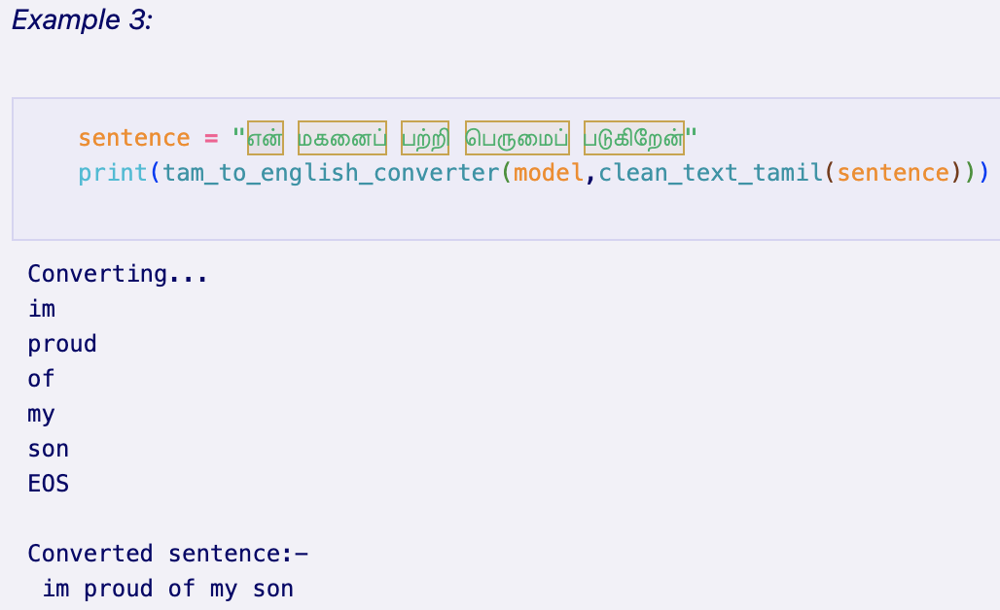 Example 3:
sentence = "என் மகனைப் பற்றி பெருமைப் படுகிறேன்"
print(tam_to_english_converter(model,clean_text_tamil(sentence)))
Converting...
im
proud
of
my
son
EOS
Converted sentence:-
im proud of my son